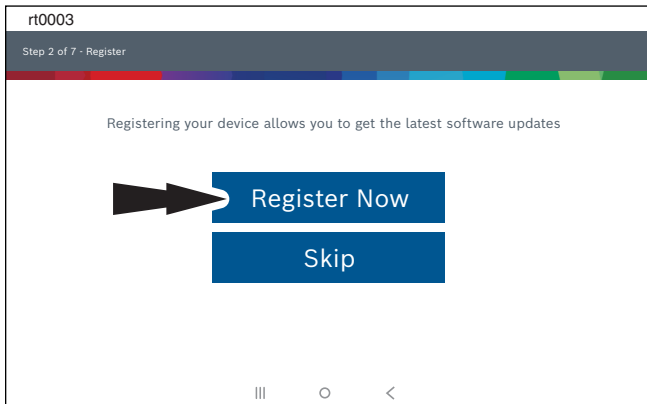 rt0003
Step 2 of 7 - Register
Registering your device allows you to get the latest software updates
Register Now
Skip